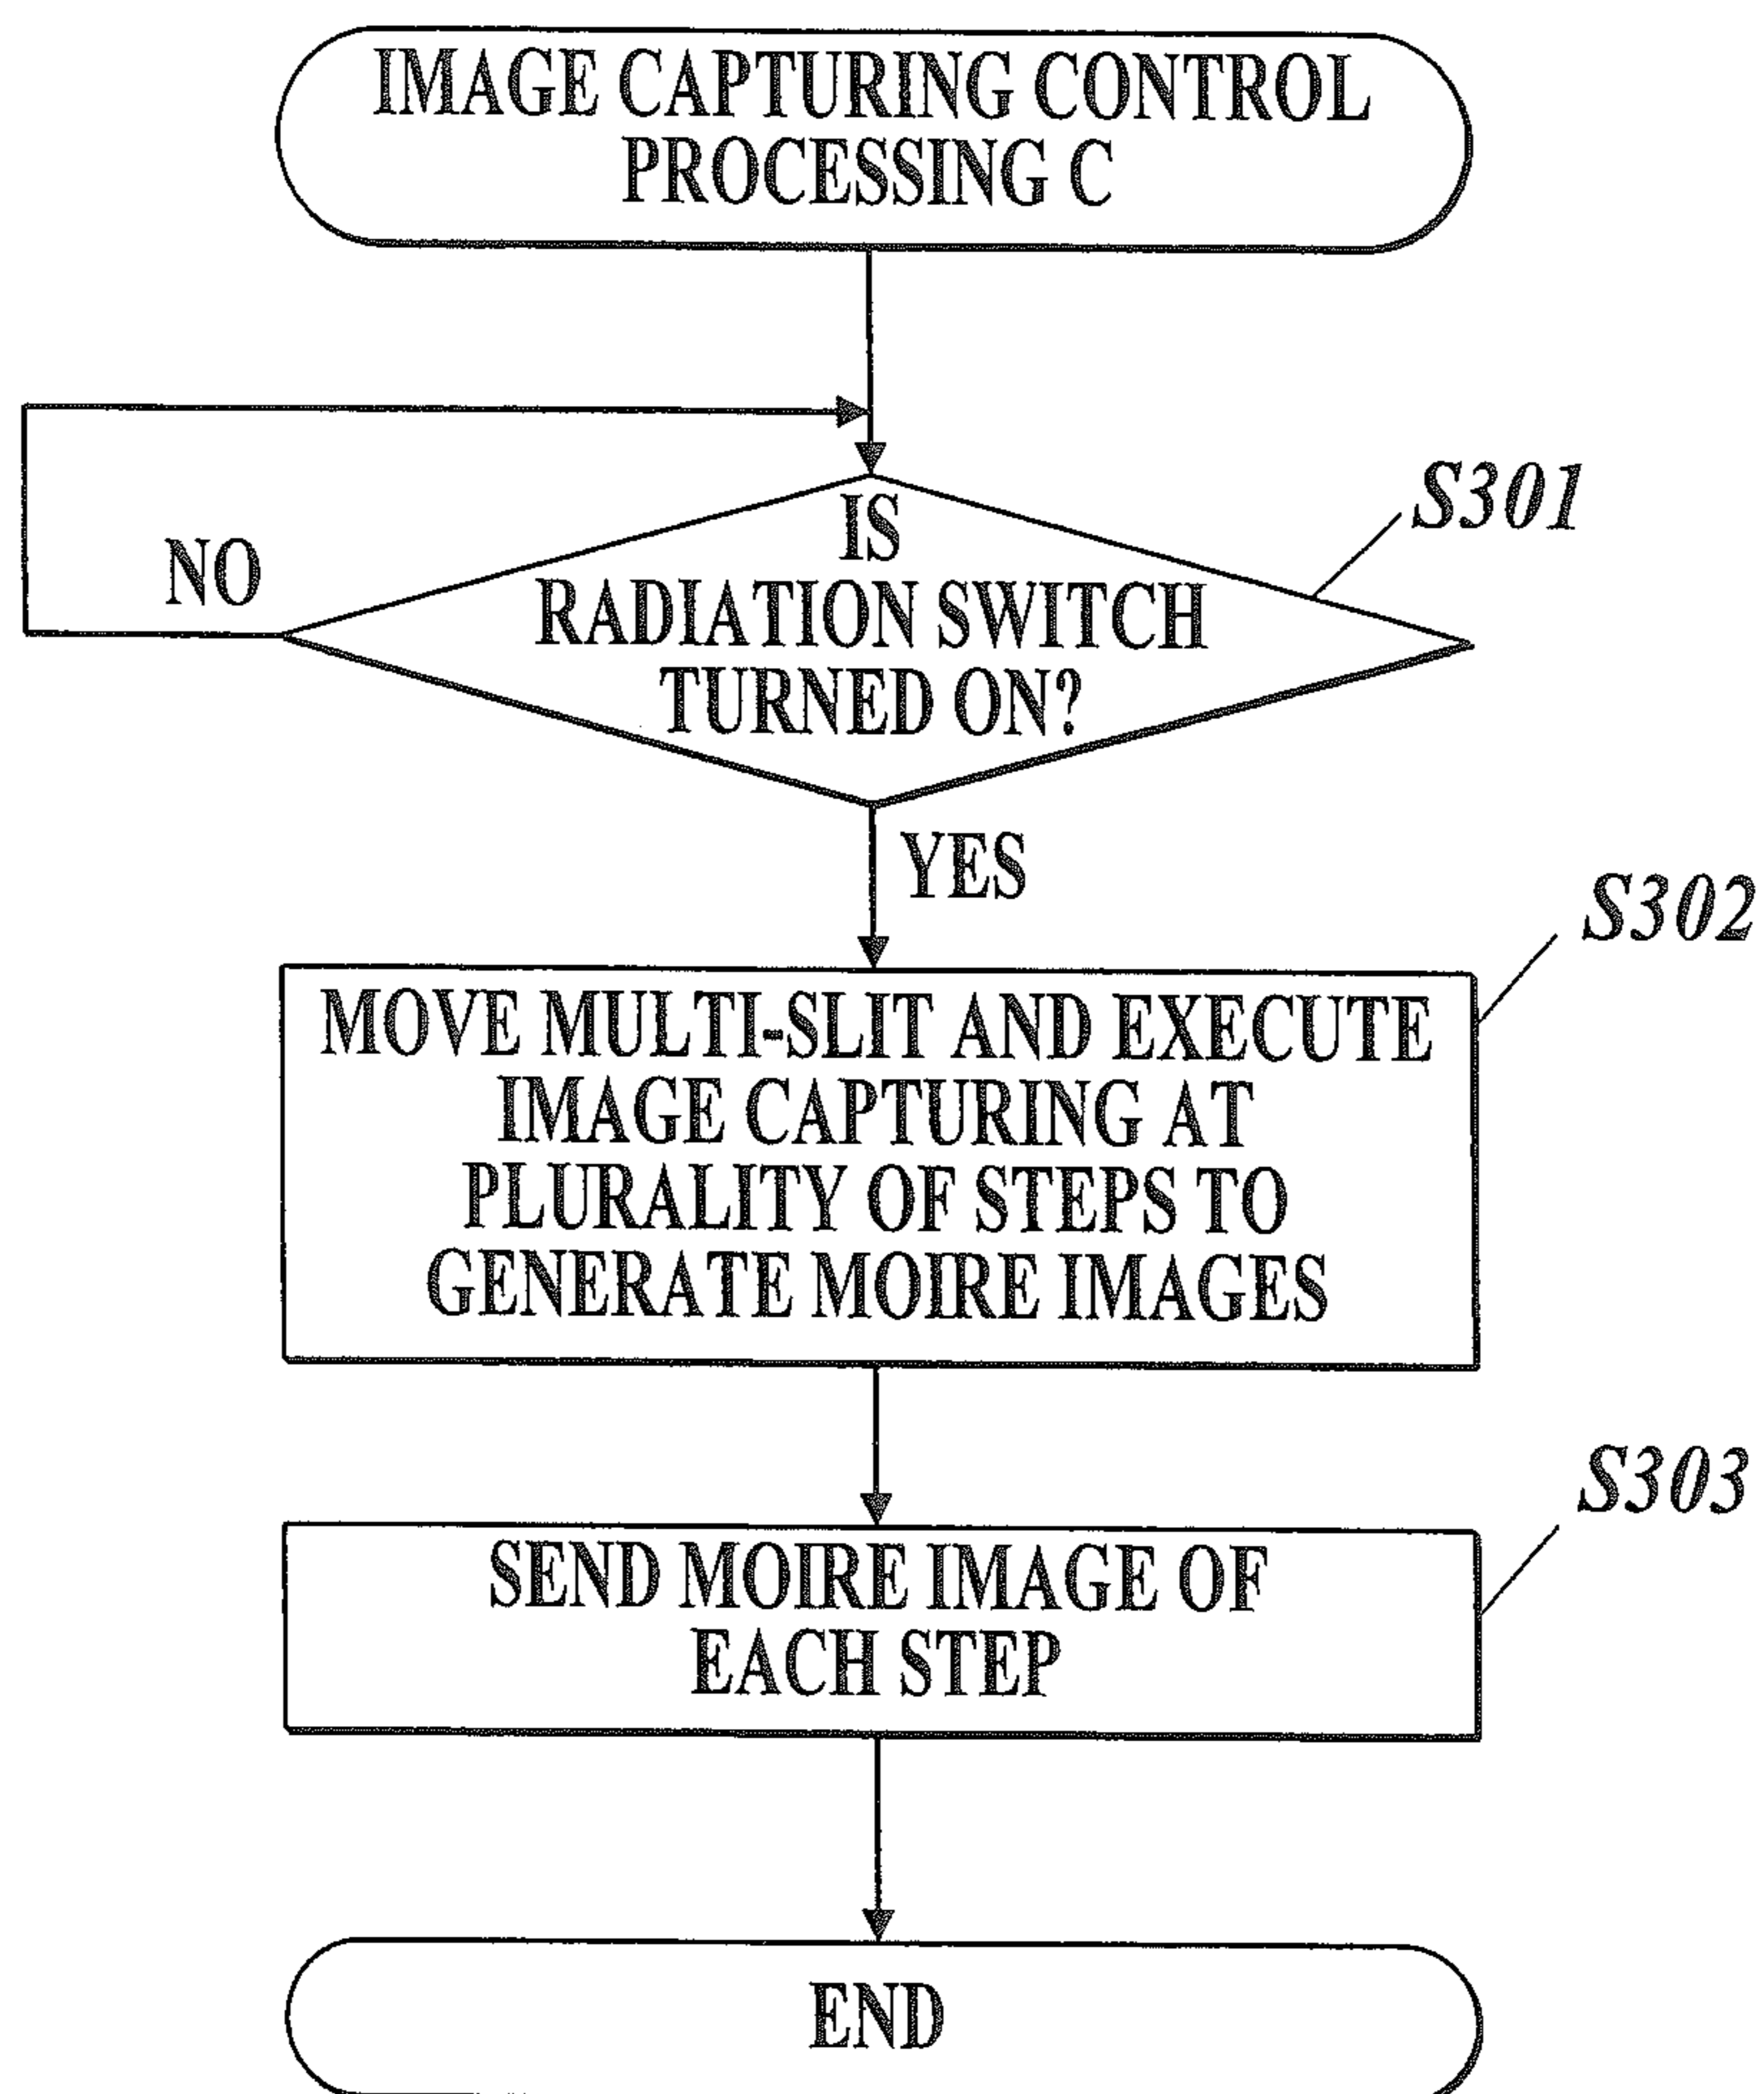 IMAGE CAPTURING CONTROL
PROCESSING C
S301
IS
RADIATION SWITCH
TURNED ON?
NO
YES
S302
MOVE MULTI-SLIT AND EXECUTE
IMAGE CAPTURING AT
PLURALITY OF STEPS TO
GENERATE MOIRE IMAGES
S303
SEND MOIRE IMAGE OF
EACH STEP
END